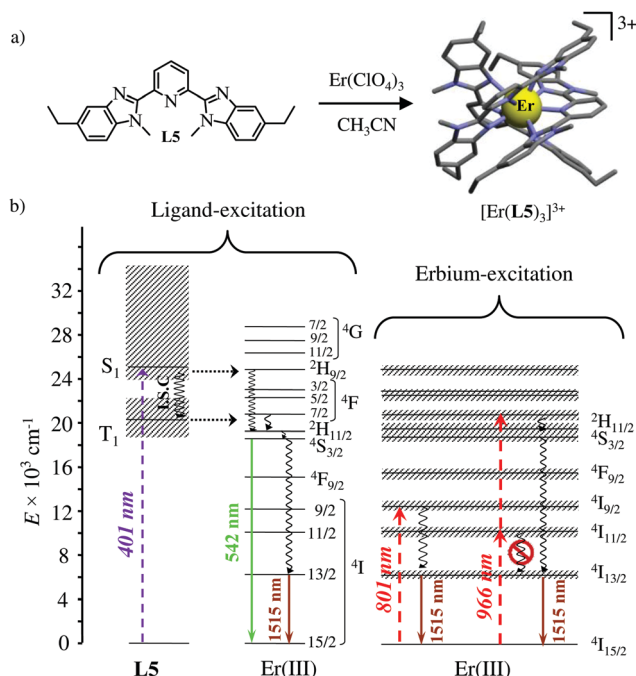 a)
N
N
N
N
N
L5
Er(ClO₄)₃
CH₃CN
3+
Er
[Er(L5)₃]³⁺
b)
Ligand-excitation
Erbium-excitation
E × 10³ cm⁻¹
32
28
24
20
16
12
8
4
0
S₁
T₁
I.S.C.
401 nm
L5
7/2
9/2
11/2
⁴G
²H₉/₂
3/2
5/2
7/2
⁴F
²H₁₁/₂
⁴S₃/₂
⁴F₉/₂
9/2
11/2
13/2
15/2
⁴I
542 nm
1515 nm
Er(III)
801 nm
1515 nm
966 nm
1515 nm
²H₁₁/₂
⁴S₃/₂
⁴F₉/₂
⁴I₉/₂
⁴I₁₁/₂
⁴I₁₃/₂
⁴I₁₅/₂
Er(III)